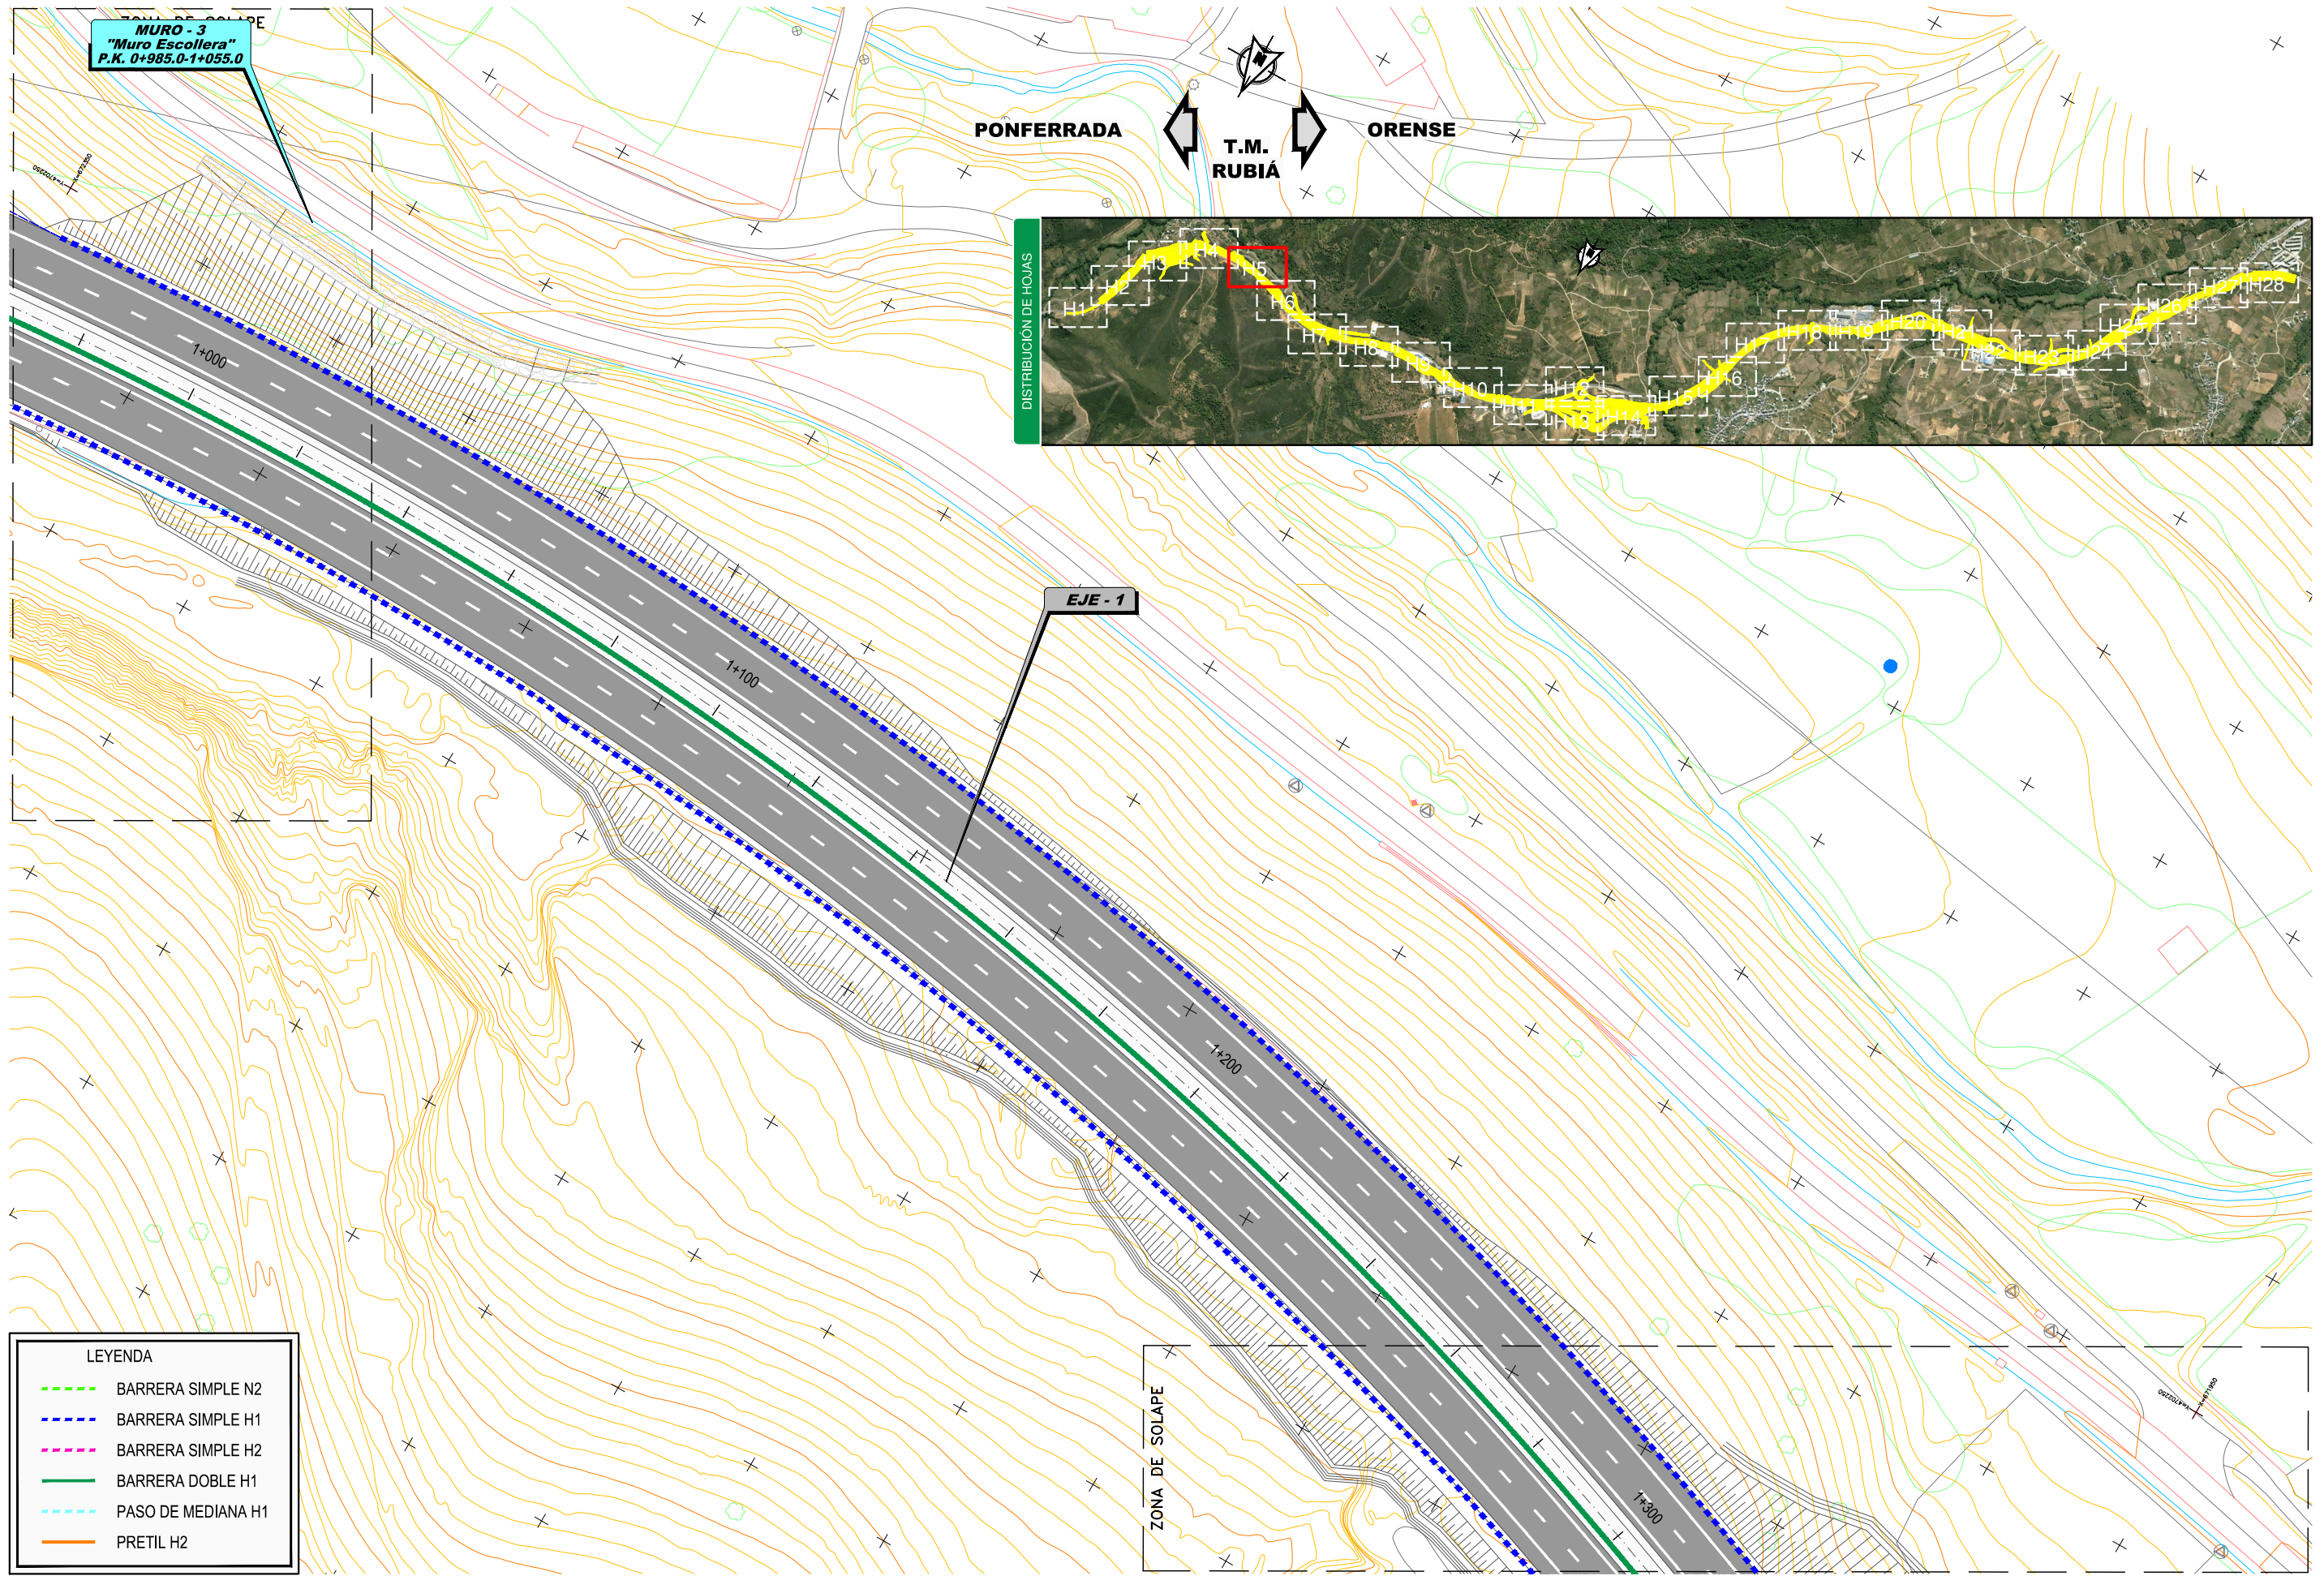 ZONA DE SOLAPE
MURO - 3
"Muro Escollera"
P.K. 0+985.0-1+055.0
Y=4702250
X=672300
PONFERRADA
T.M.
RUBIÁ
ORENSE
DISTRIBUCIÓN DE HOJAS
H1
H2
H3
H4
H5
H6
H7
H8
H9
H10
H12
H13
H14
H15
H16
H17
H18
H19
H20
H21
H22
H23
H24
H25
H26
H27
H28
1+000
EJE - 1
1+100
1+200
1+300
ZONA DE SOLAPE
Y=4702250
X=671950
LEYENDA
BARRERA SIMPLE N2
BARRERA SIMPLE H1
BARRERA SIMPLE H2
BARRERA DOBLE H1
PASO DE MEDIANA H1
PRETIL H2